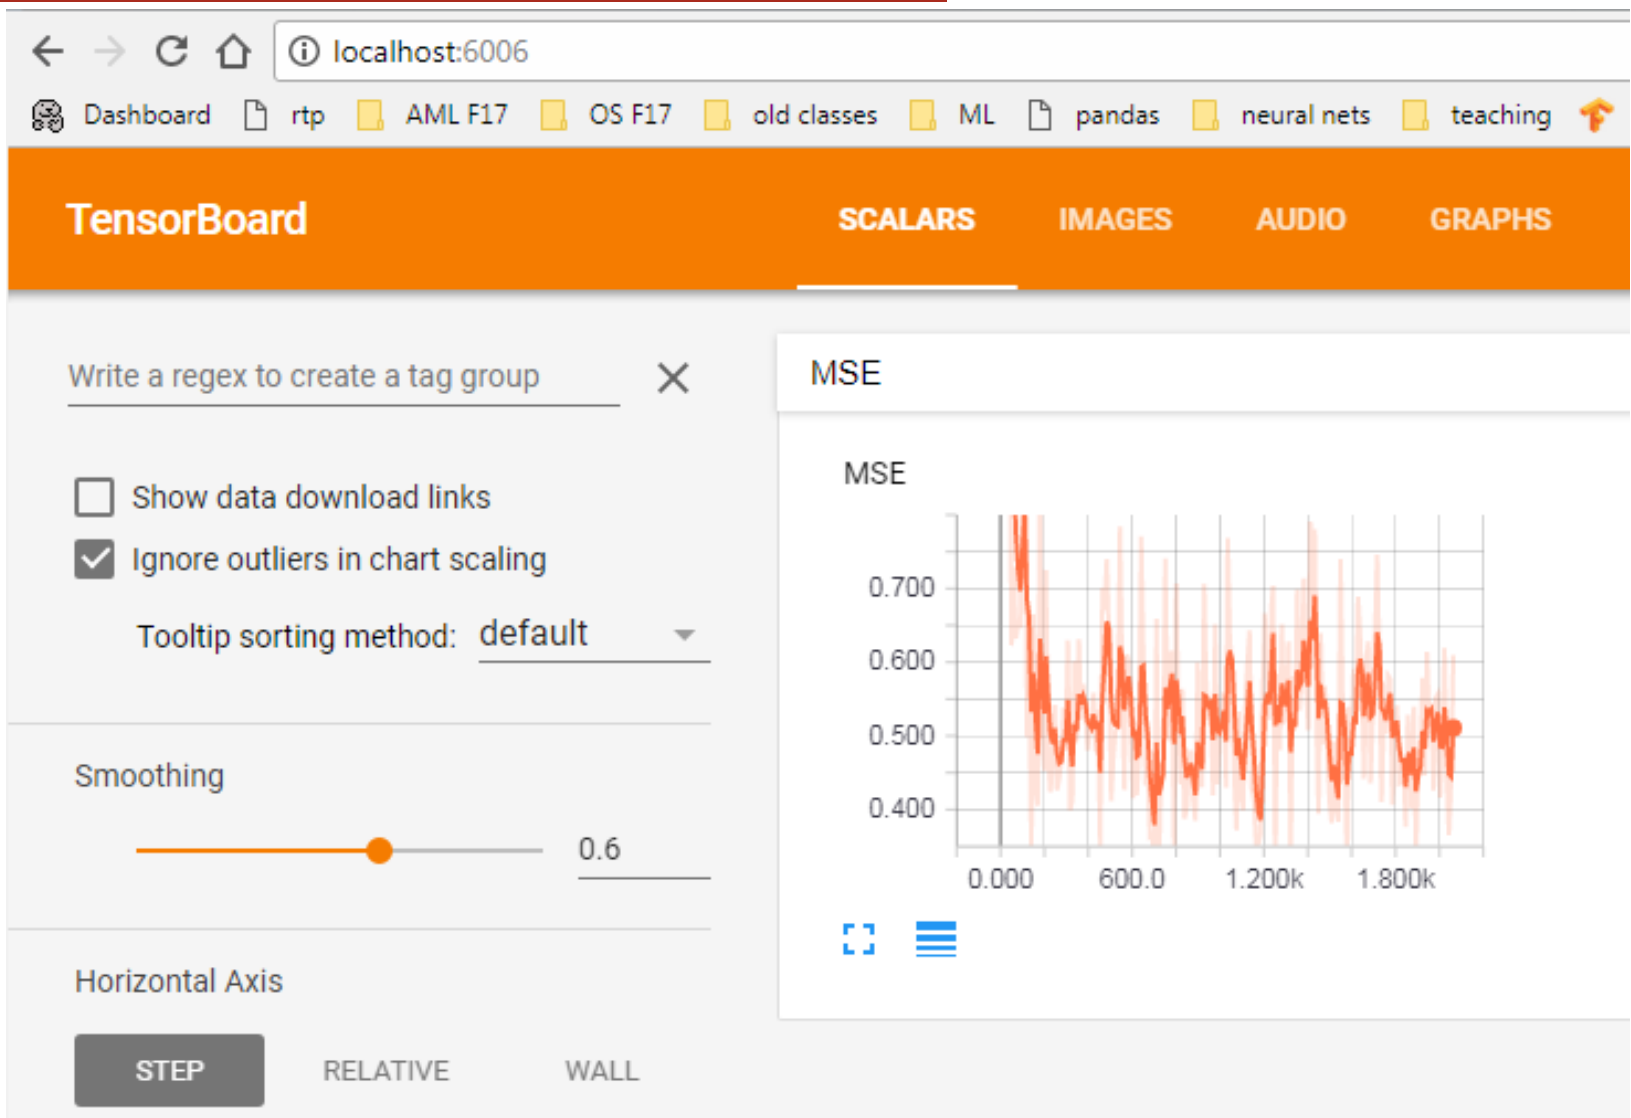 localhost:6006
Dashboard rtp AML F17 OS F17 old classes ML pandas neural nets teaching
TensorBoard SCALARS IMAGES AUDIO GRAPHS
Write a regex to create a tag group
Show data download links
Ignore outliers in chart scaling
Tooltip sorting method: default
Smoothing
0.6
Horizontal Axis
STEP RELATIVE WALL
MSE
MSE
0.700
0.600
0.500
0.400
0.000 600.0 1.200k 1.800k